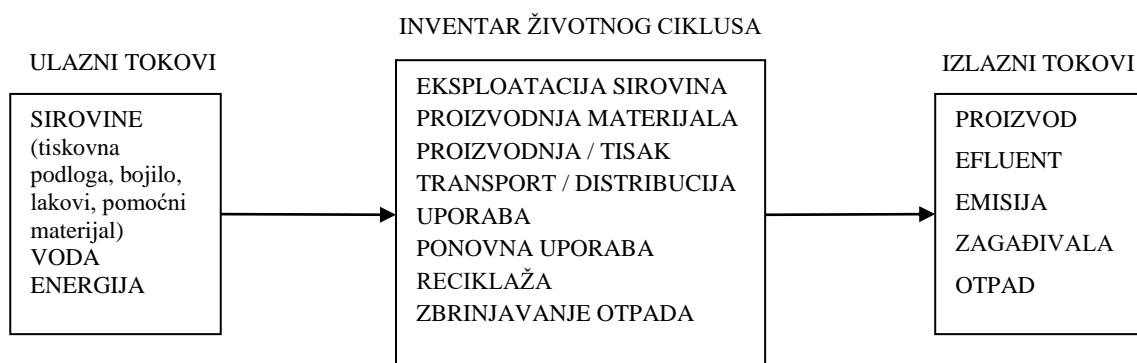 ULAZNI TOKOVI
SIROVINE
(tiskovna
podloga, bojilo,
lakovi, pomoćni
materijal)
VODA
ENERGIJA
INVENTAR ŽIVOTNOG CIKLUSA
EKSPLOATACIJA SIROVINA
PROIZVODNJA MATERIJALA
PROIZVODNJA / TISAK
TRANSPORT / DISTRIBUCIJA
UPORABA
PONOVNA UPORABA
RECIKLAŽA
ZBRINJAVANJE OTPADA
IZLAZNI TOKOVI
PROIZVOD
EFLUENT
EMISIJA
ZAGAĐIVALA
OTPAD